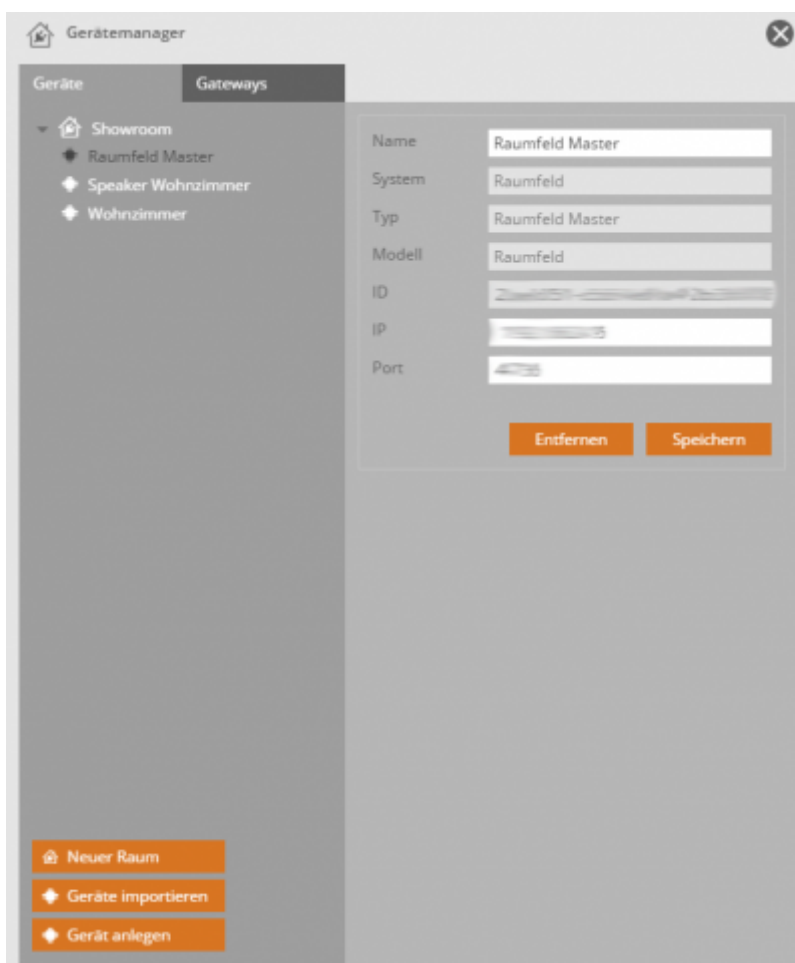 Gerätemanager
Geräte
Gateways
Showroom
Raumfeld Master
Speaker Wohnzimmer
Wohnzimmer
Name
Raumfeld Master
System
Raumfeld
Typ
Raumfeld Master
Modell
Raumfeld
ID
IP
Port
Entfernen
Speichern
Neuer Raum
Geräte importieren
Gerät anlegen